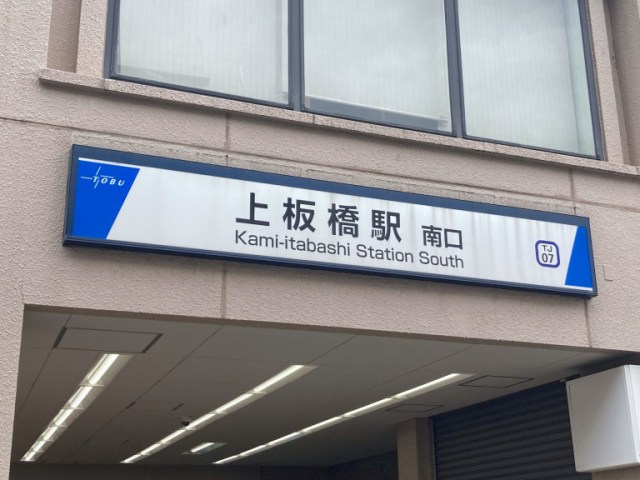 TOBU
上板橋駅 南口
Kami-itabashi Station South
TJ
07